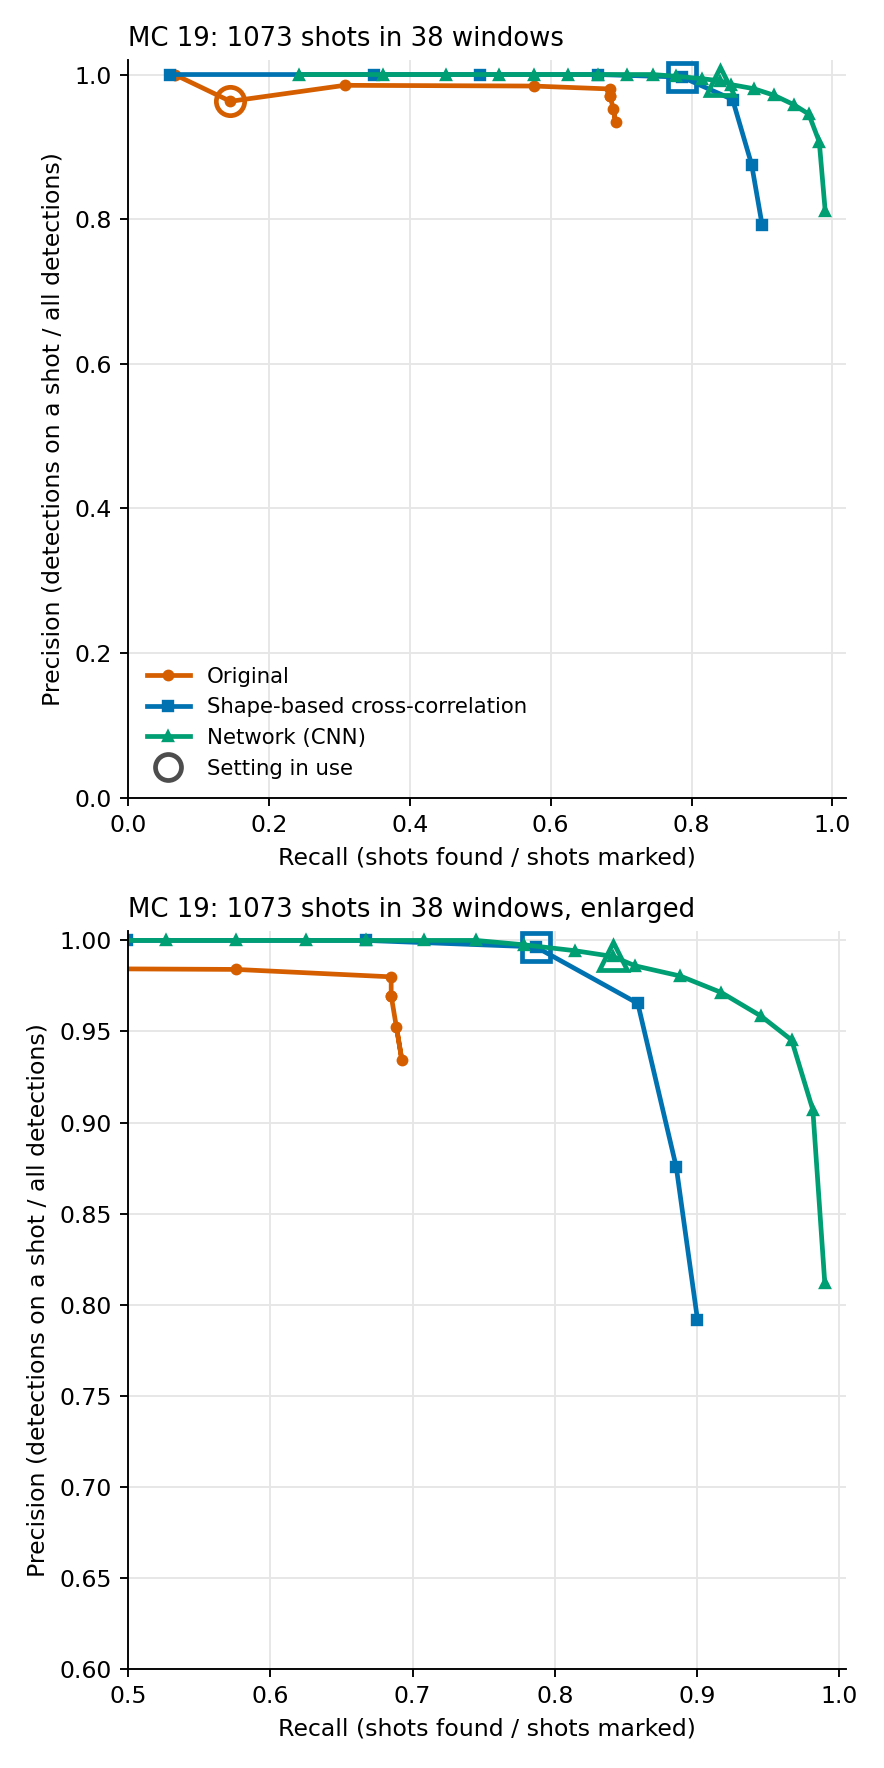 MC 19: 1073 shots in 38 windows
Precision (detections on a shot / all detections)
1.0
0.8
0.6
0.4
0.2
0.0
Original
Shape-based cross-correlation
Network (CNN)
Setting in use
0.0 0.2 0.4 0.6 0.8 1.0
Recall (shots found / shots marked)
MC 19: 1073 shots in 38 windows, enlarged
Precision (detections on a shot / all detections)
1.00
0.95
0.90
0.85
0.80
0.75
0.70
0.65
0.60
0.5 0.6 0.7 0.8 0.9 1.0
Recall (shots found / shots marked)